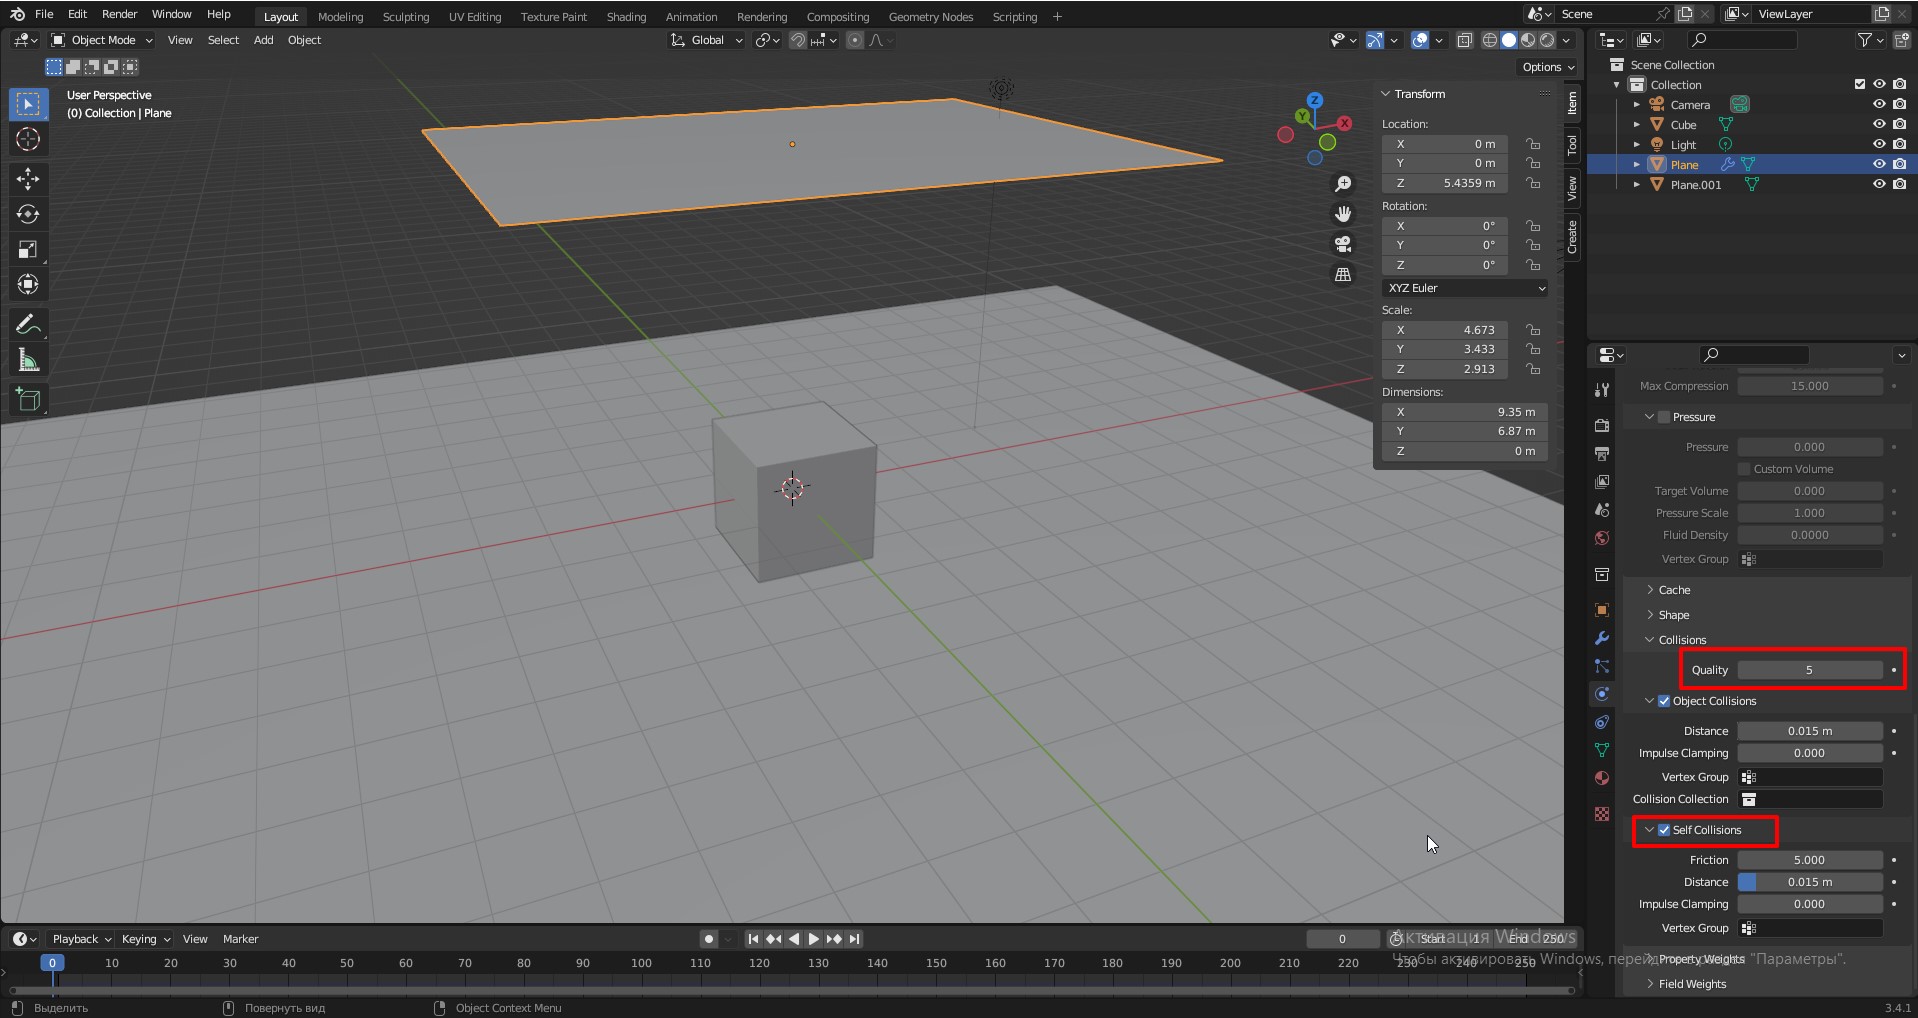 File Edit Render Window Help Layout Modeling Sculpting UV Editing Texture Paint Shading Animation Rendering Compositing Geometry Nodes Scripting + Scene ViewLayer
Object Mode View Select Add Object Global
Options
User Perspective
(0) Collection | Plane
Z
Y
X
Transform
Location:
X 0 m
Y 0 m
Z 5.4359 m
Rotation:
X 0°
Y 0°
Z 0°
XYZ Euler
Scale:
X 4.673
Y 3.433
Z 2.913
Dimensions:
X 9.35 m
Y 6.87 m
Z 0 m
Item
Tool
View
Create
Scene Collection
Collection
Camera
Cube
Light
Plane
Plane.001
Max Compression 15.000
Pressure
Pressure 0.000
Custom Volume
Target Volume 0.000
Pressure Scale 1.000
Fluid Density 0.0000
Vertex Group
Cache
Shape
Collisions
Quality 5
Object Collisions
Distance 0.015 m
Impulse Clamping 0.000
Vertex Group
Collision Collection
Self Collisions
Friction 5.000
Distance 0.015 m
Impulse Clamping 0.000
Vertex Group
Property Weights
Field Weights
Playback Keying View Marker 0 Start 1 End 250
Активация Windows
Чтобы активировать Windows, "Параметры".
0 10 20 30 40 50 60 70 80 90 100 110 120 130 140 150 160 170 180 190 200 210 220 230 240 250
Выделить Повернуть вид Object Context Menu 3.4.1